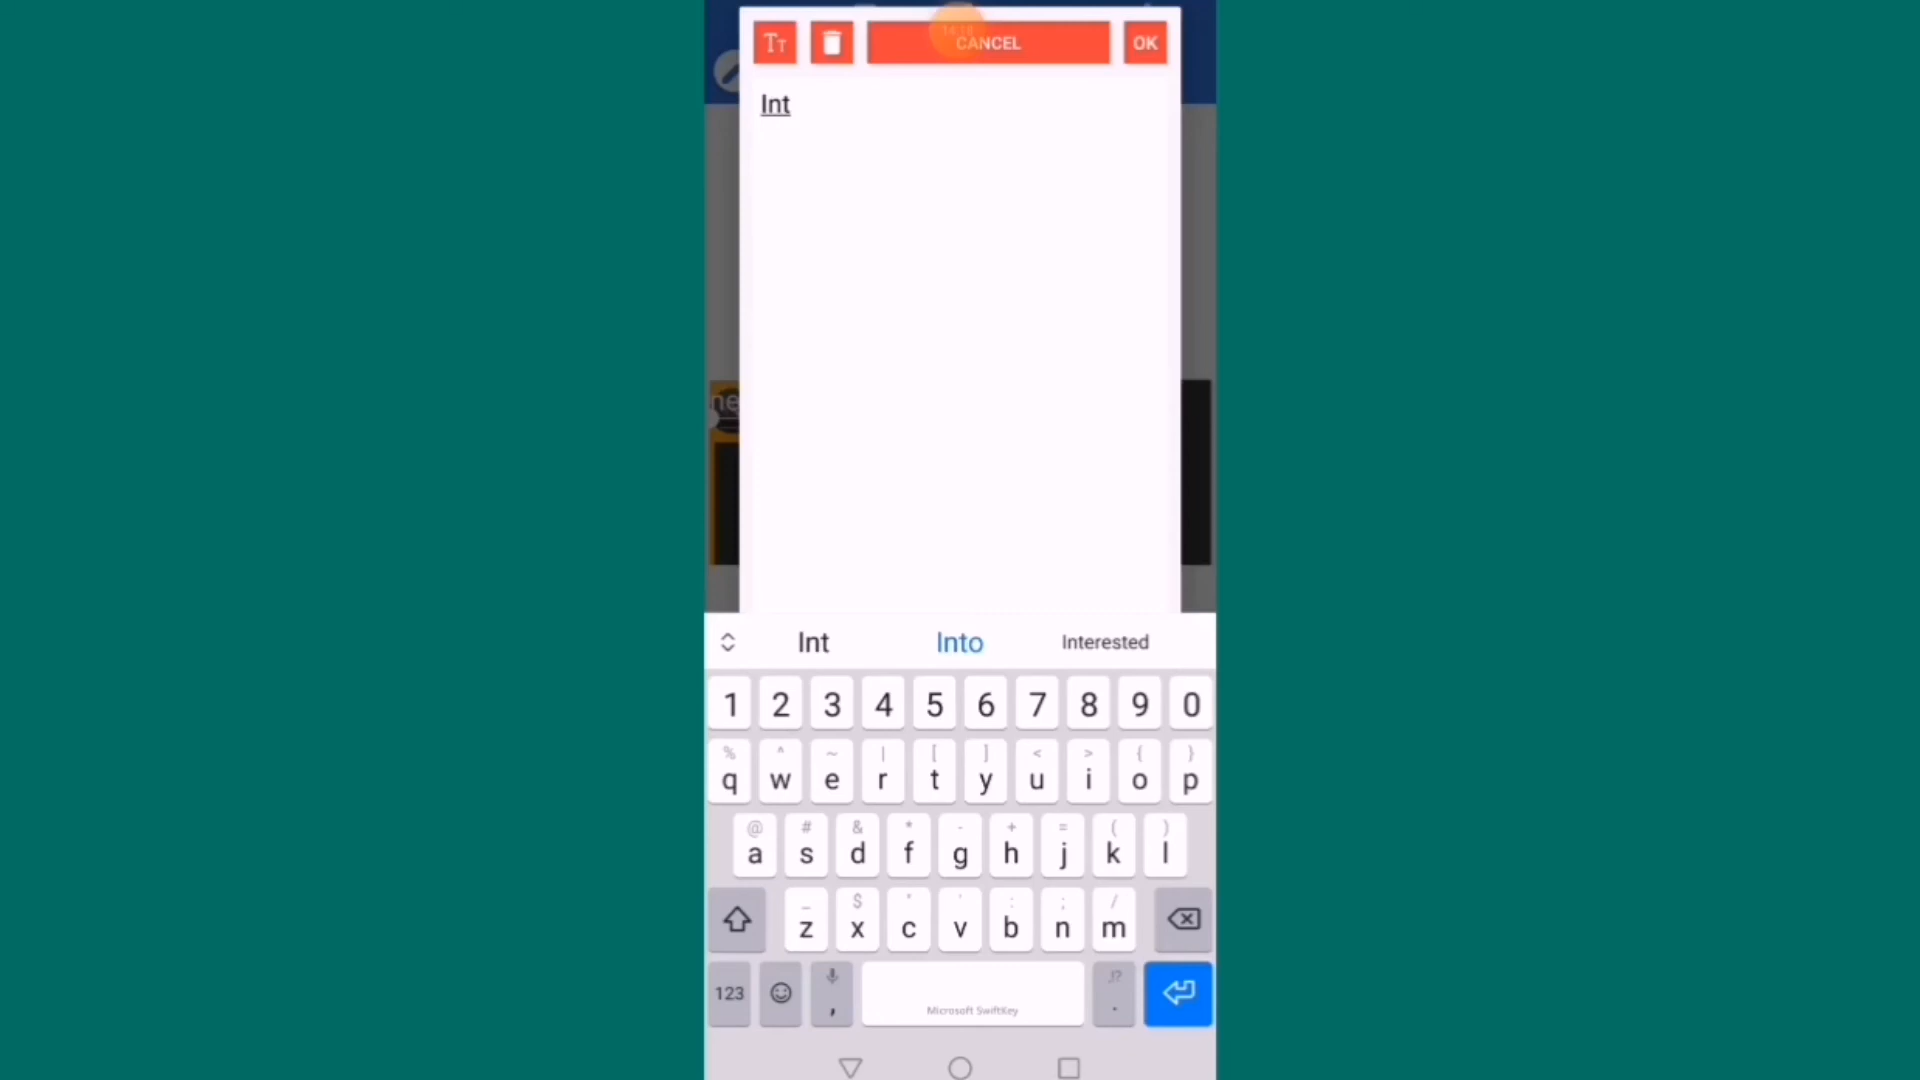 Tт CANCEL OK
Int
ne
Int Into Interested
1 2 3 4 5 6 7 8 9 0
% ^ ~ | [ ] < > { }
q w e r t y u i o p
@ # & * - + = ( )
a s d f g h j k l
_ $ " ' : ; /
z x c v b n m
123 , Microsoft SwiftKey ,!? .